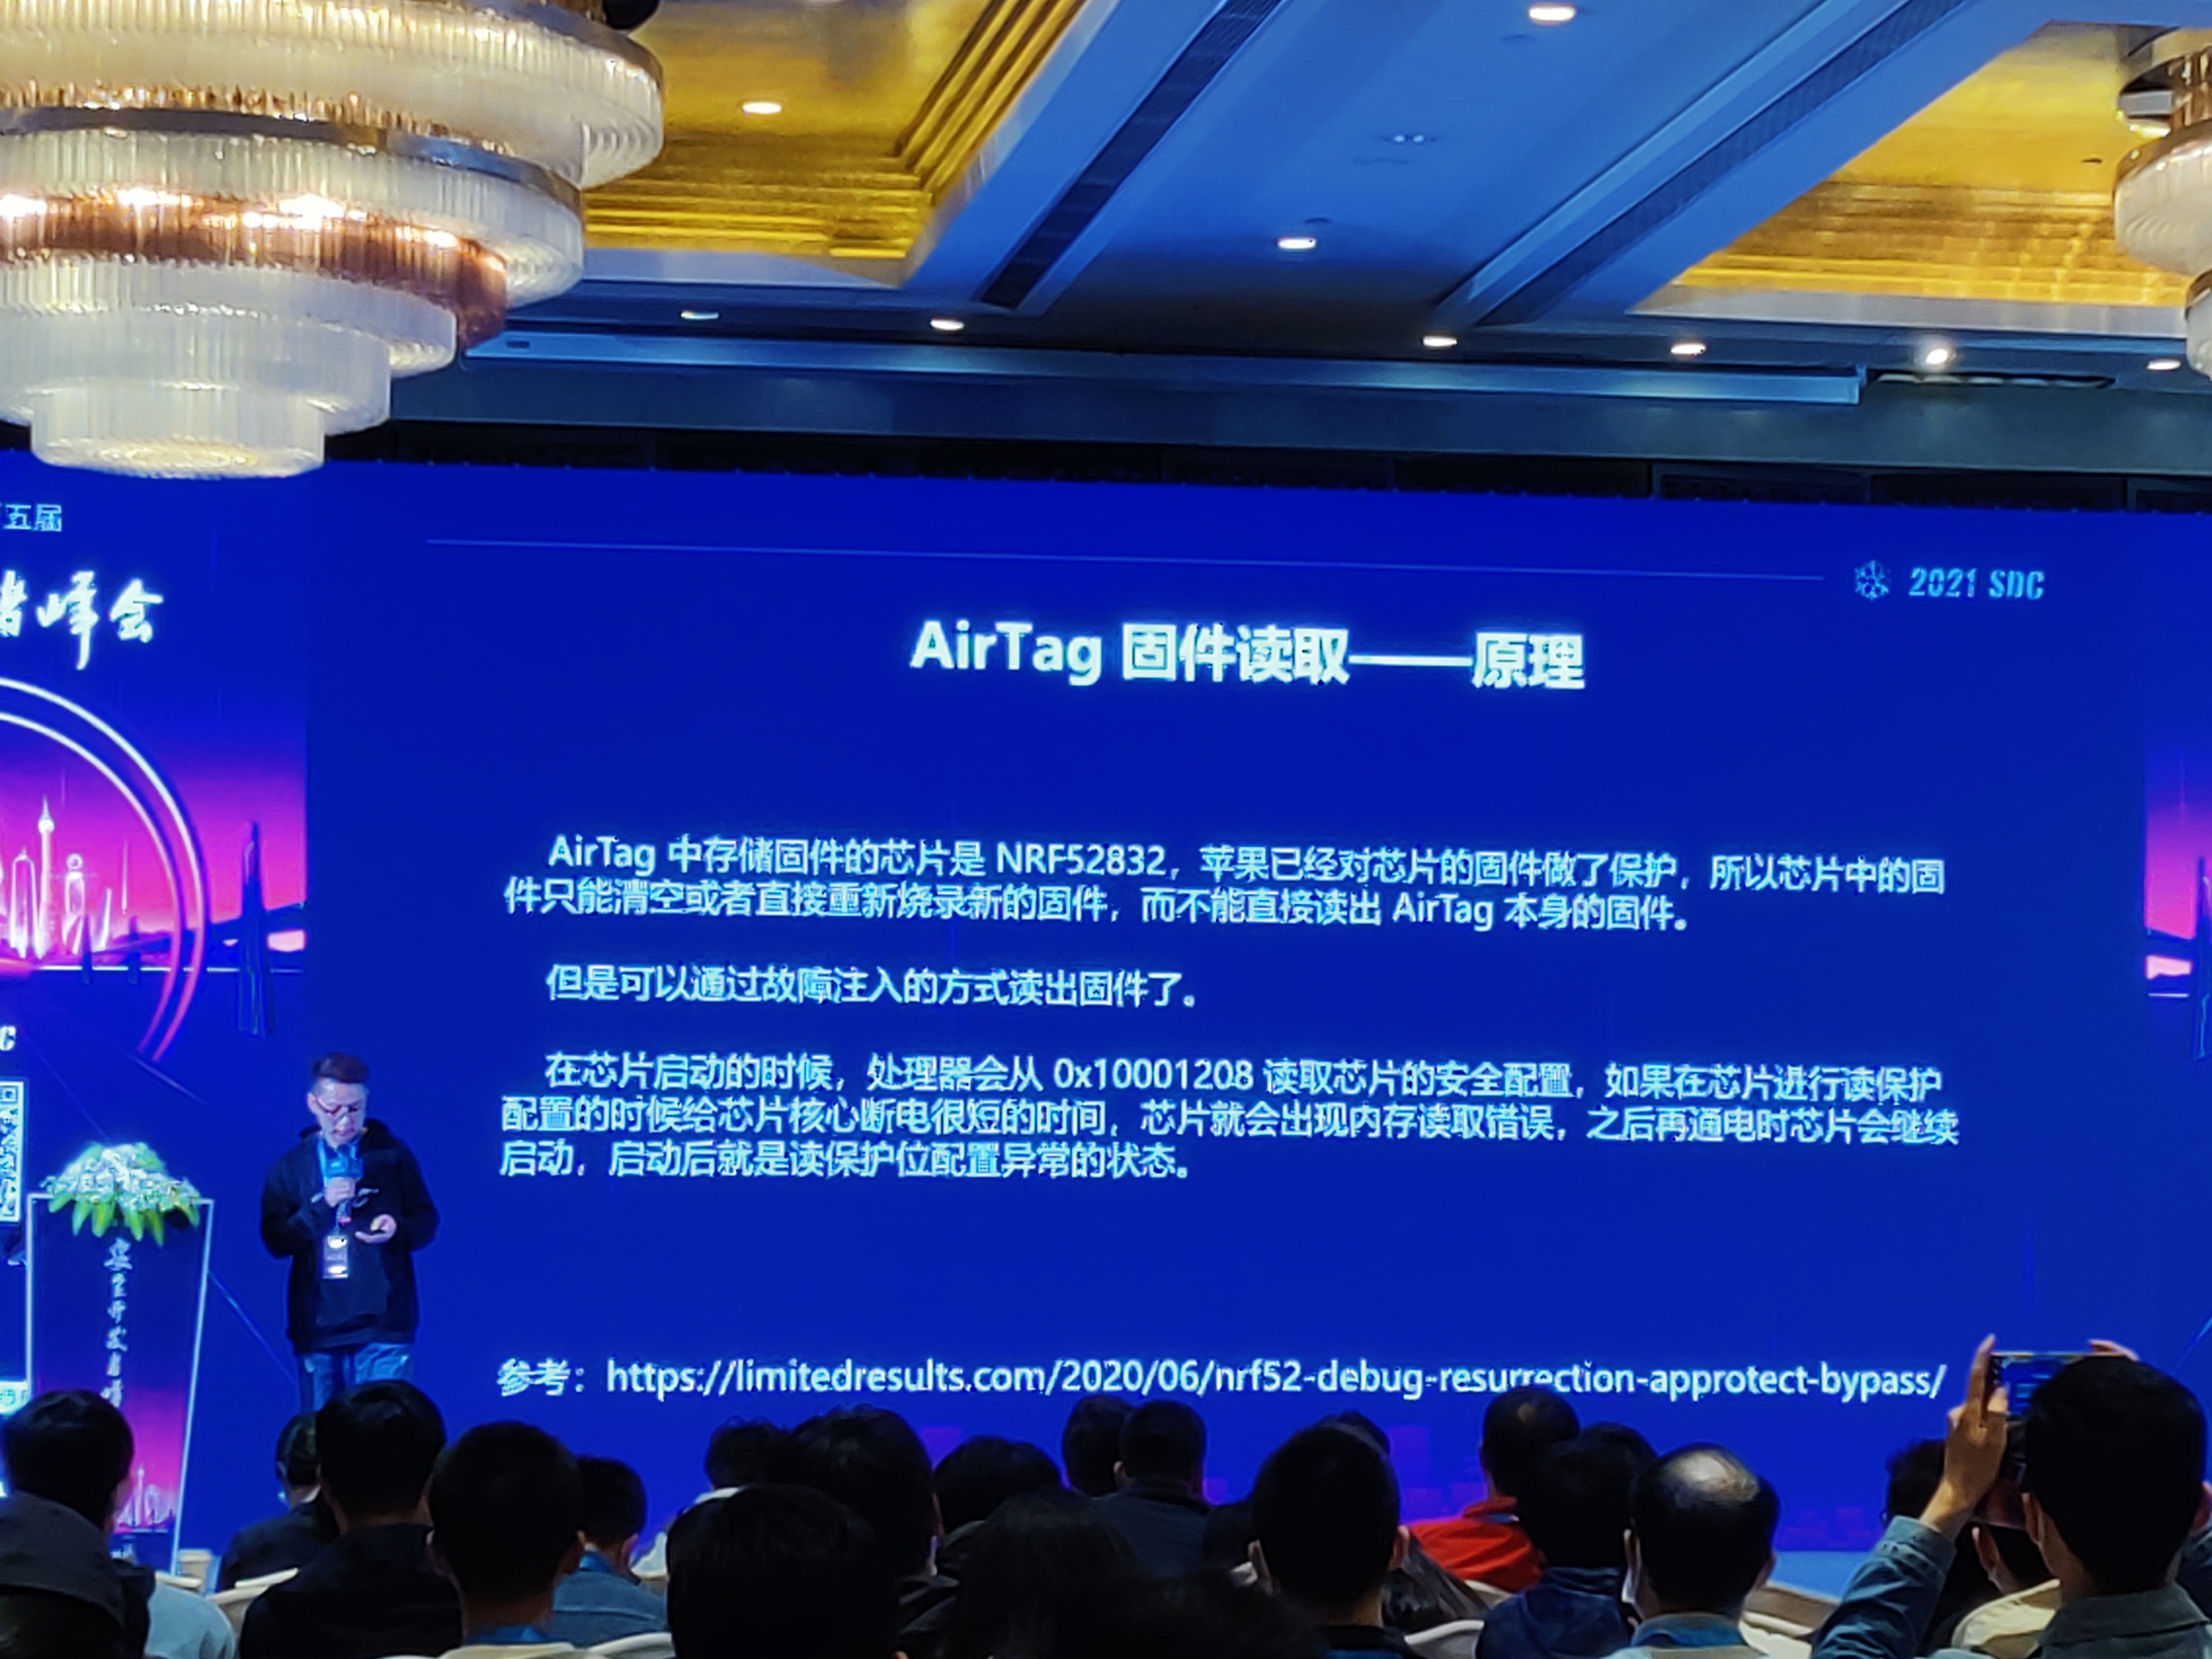 五届
峰会
2021 SDC
AirTag 固件读取——原理
AirTag 中存储固件的芯片是 NRF52832，苹果已经对芯片的固件做了保护，所以芯片中的固
件只能清空或者直接重新烧录新的固件，而不能直接读出 AirTag 本身的固件。
但是可以通过故障注入的方式读出固件了。
在芯片启动的时候，处理器会从 0x10001208 读取芯片的安全配置，如果在芯片进行读保护
配置的时候给芯片核心断电很短的时间，芯片就会出现内存读取错误，之后再通电时芯片会继续
启动，启动后就是读保护位配置异常的状态。
参考：https://limitedresults.com/2020/06/nrf52-debug-resurrection-approtect-bypass/
安全开发者峰